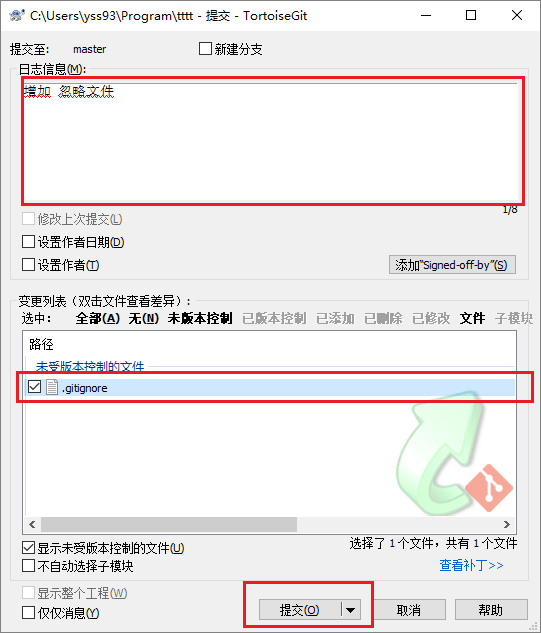 C:\Users\yss93\Program\tttt - 提交 - TortoiseGit
提交至: master 新建分支
日志信息(M):
增加 忽略文件
1/8
修改上次提交(L)
设置作者日期(D)
设置作者(T) 添加"Signed-off-by"(S)
变更列表（双击文件查看差异）:
选中: 全部(A) 无(N) 未版本控制 已版本控制 已添加 已删除 已修改 文件 子模块
路径
未受版本控制的文件
.gitignore
显示未受版本控制的文件(U) 选择了 1 个文件，共有 1 个文件
不自动选择子模块 查看补丁>>
显示整个工程(W)
仅仅消息(Y) 提交(O) 取消 帮助